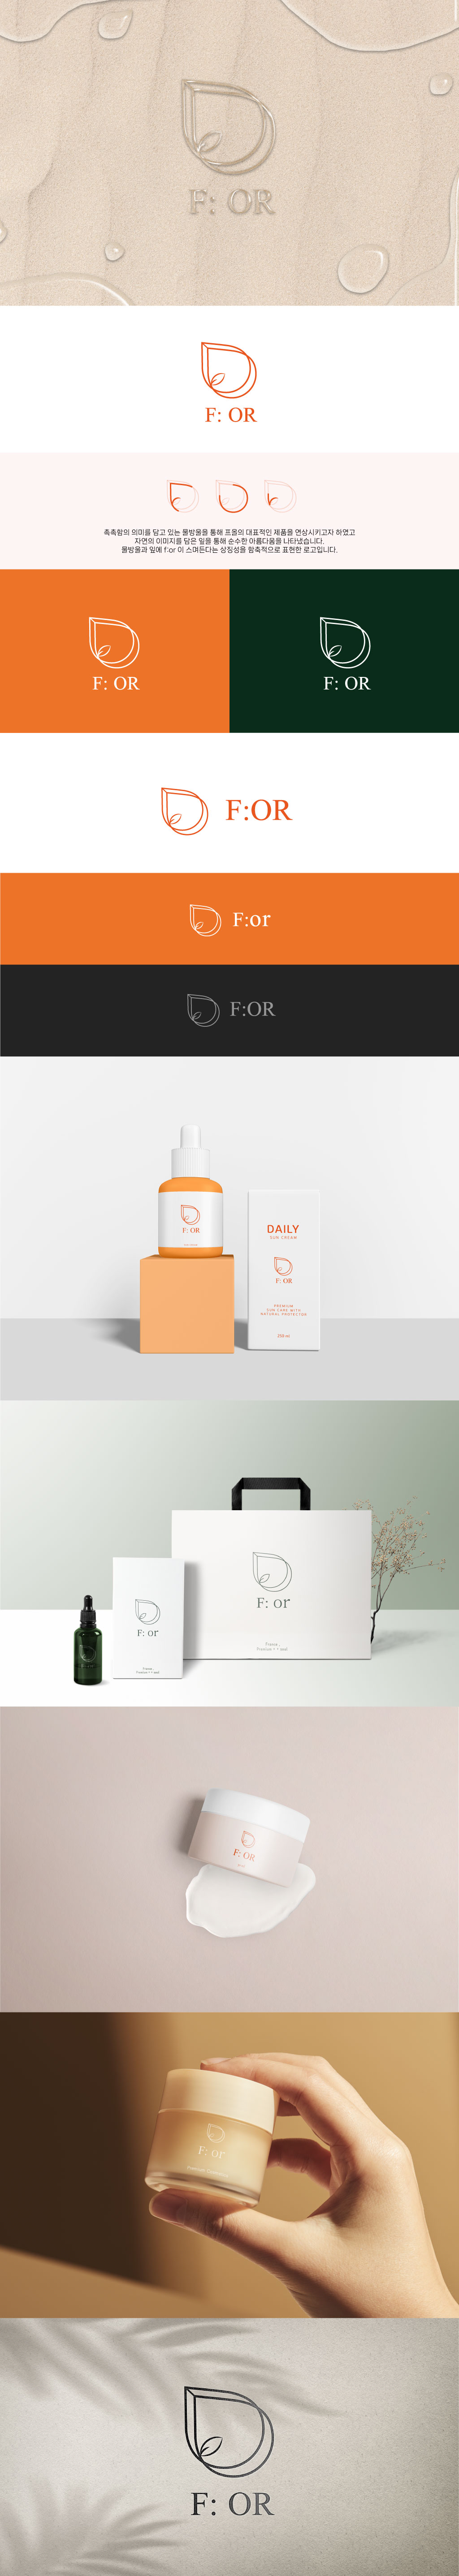 F: OR
F: OR
촉촉함의 의미를 담고 있는 물방울을 통해 프올의 대표적인 제품을 연상시키고자 하였고
자연의 이미지를 담은 잎을 통해 순수한 아름다움을 나타냈습니다.
물방울과 잎에 f:or 이 스며든다는 상징성을 함축적으로 표현한 로고입니다.
F: OR
F: OR
F:OR
F:or
F:OR
F: OR
DAILY
SUN CREAM
F: OR
PREMIUM
SUN CARE WITH
NATURAL PROTECTOR
250 ml
F: or
F: or
F: OR
F: or
F: OR